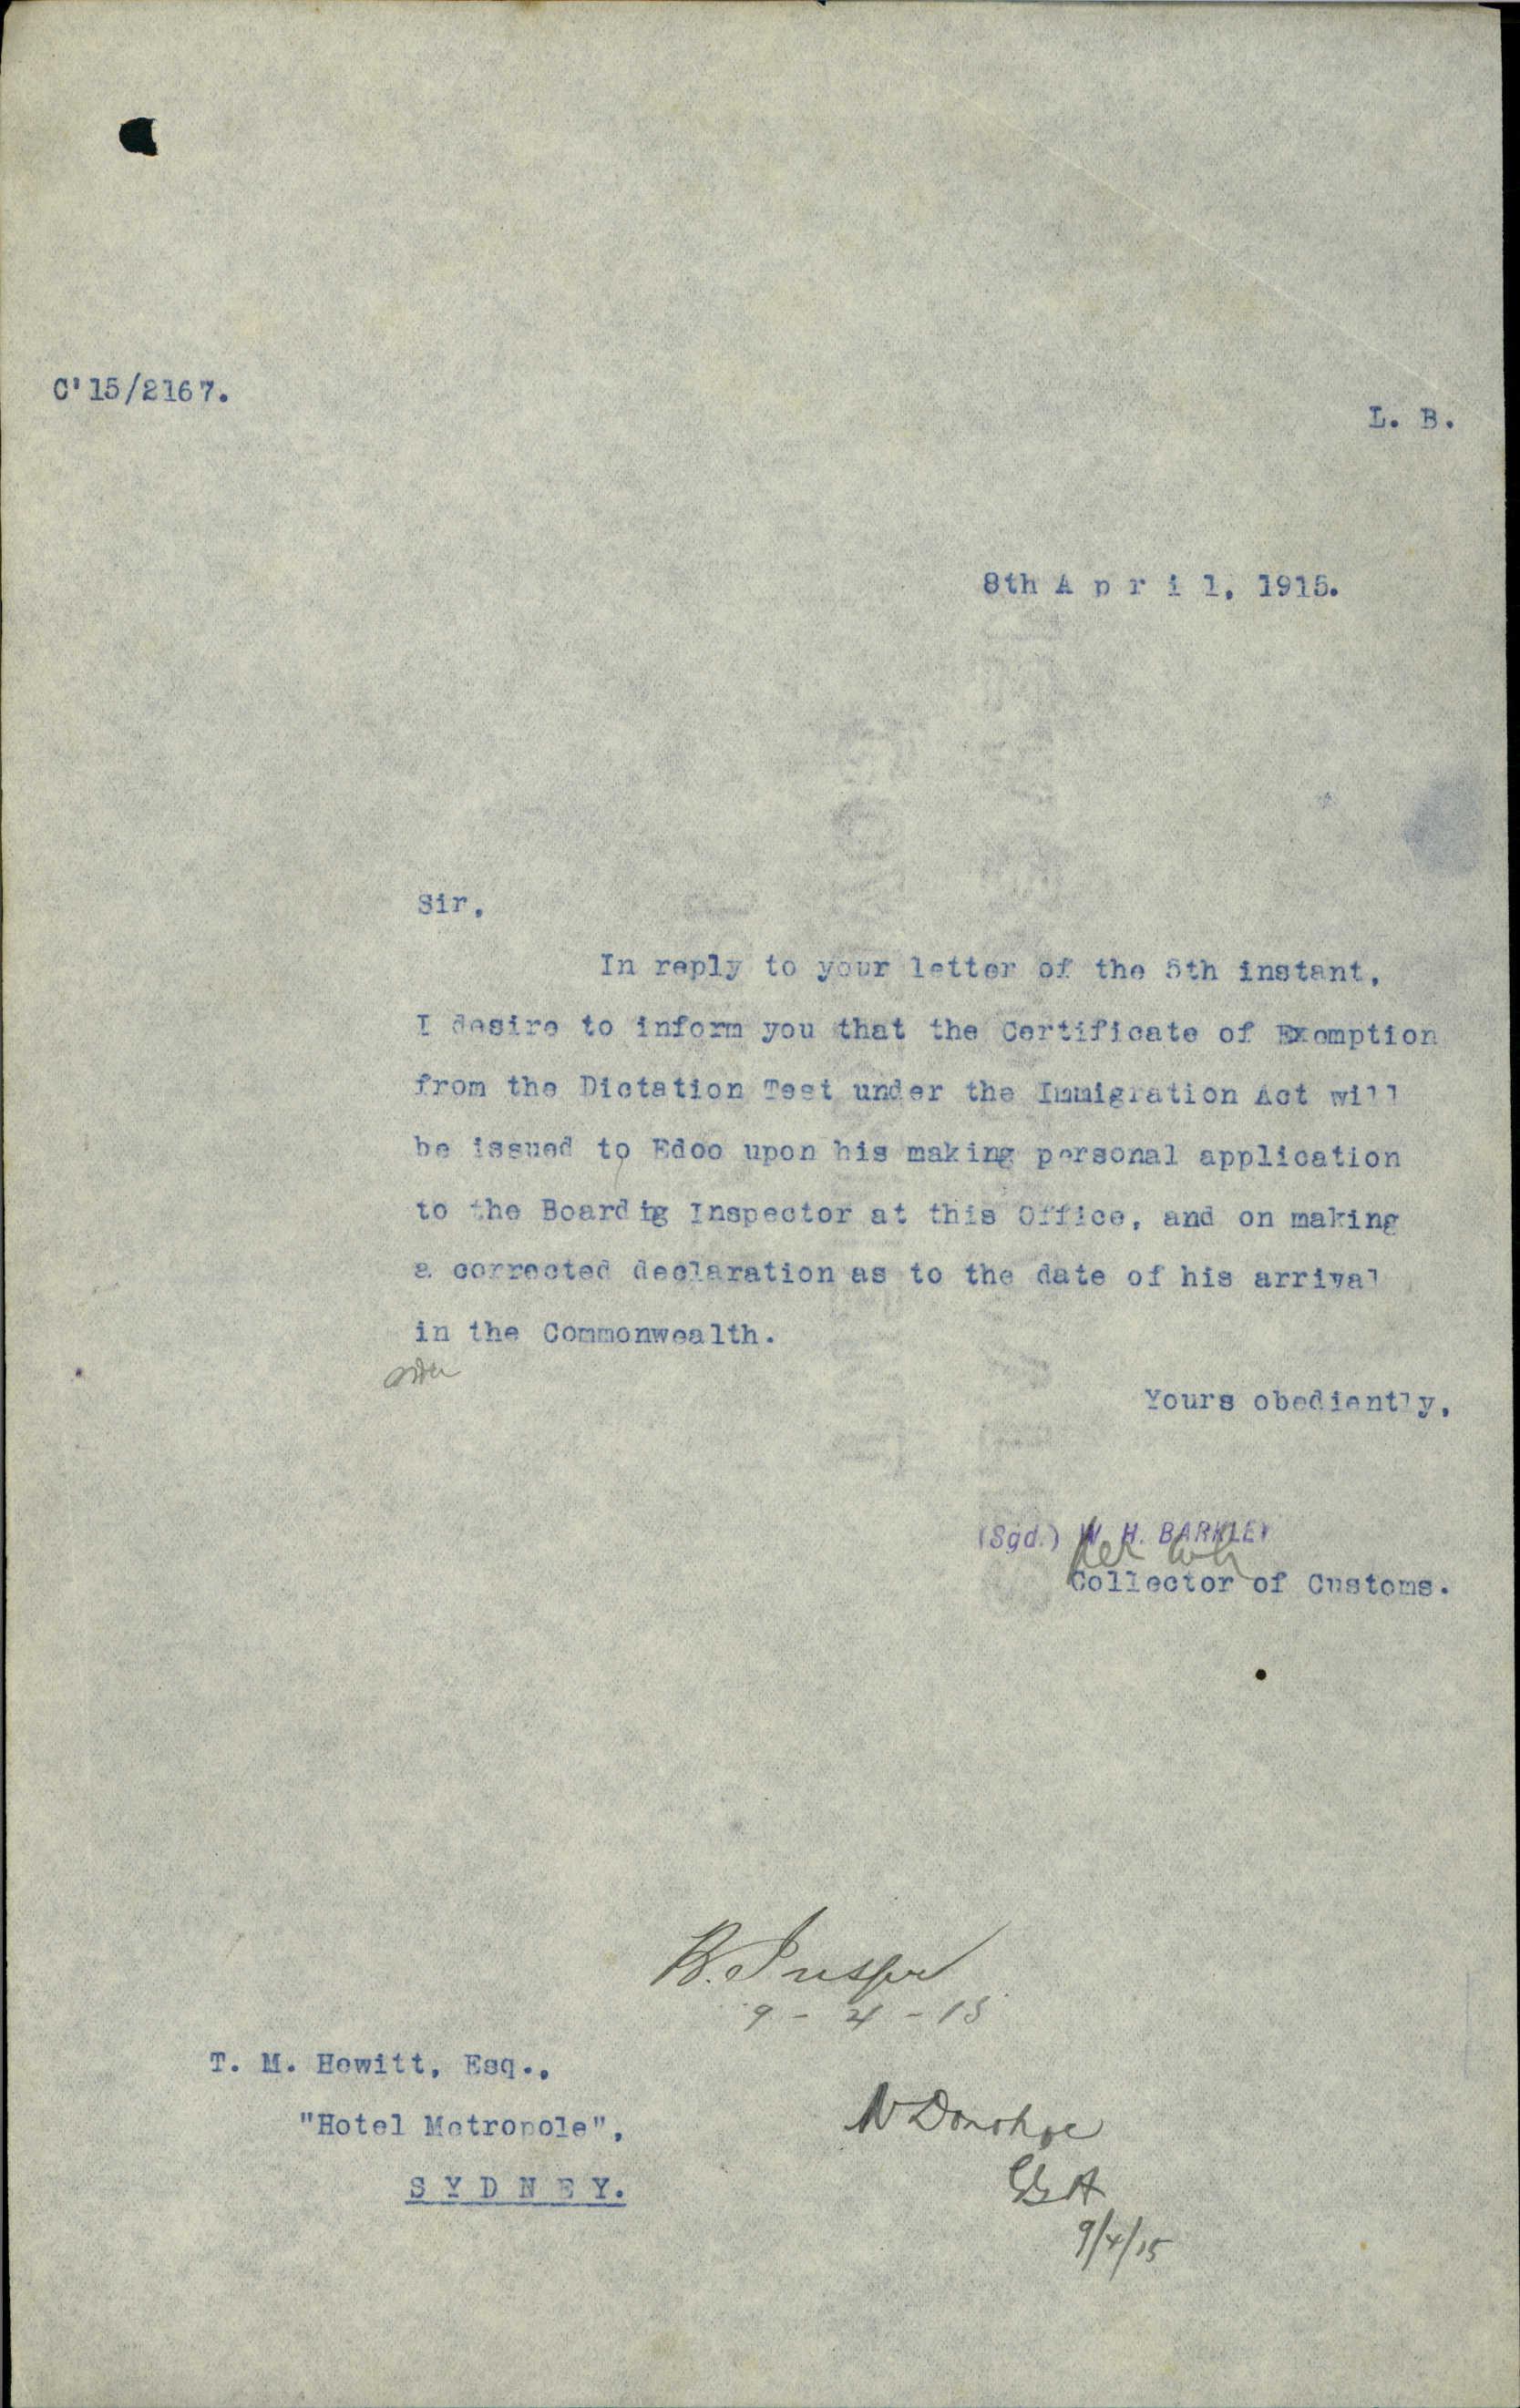 C'15/2167.
L. B.
8th A p r i l, 1915.
Sir,
In reply to your letter of the 5th instant,
I desire to inform you that the Certificate of Exemption
from the Dictation Test under the Immigration Act will
be issued to Edoo upon his making personal application
to the Boardig Inspector at this Office, and on making
a corrected declaration as to the date of his arrival
in the Commonwealth.
Yours obediently,
(Sgd.) W. H. BARKLEY
Collector of Customs.
B. Inspr
9 - 4 - 15
T. M. Howitt, Esq.,
"Hotel Metropole",
S Y D N E Y.
Donohoe
9/4/15